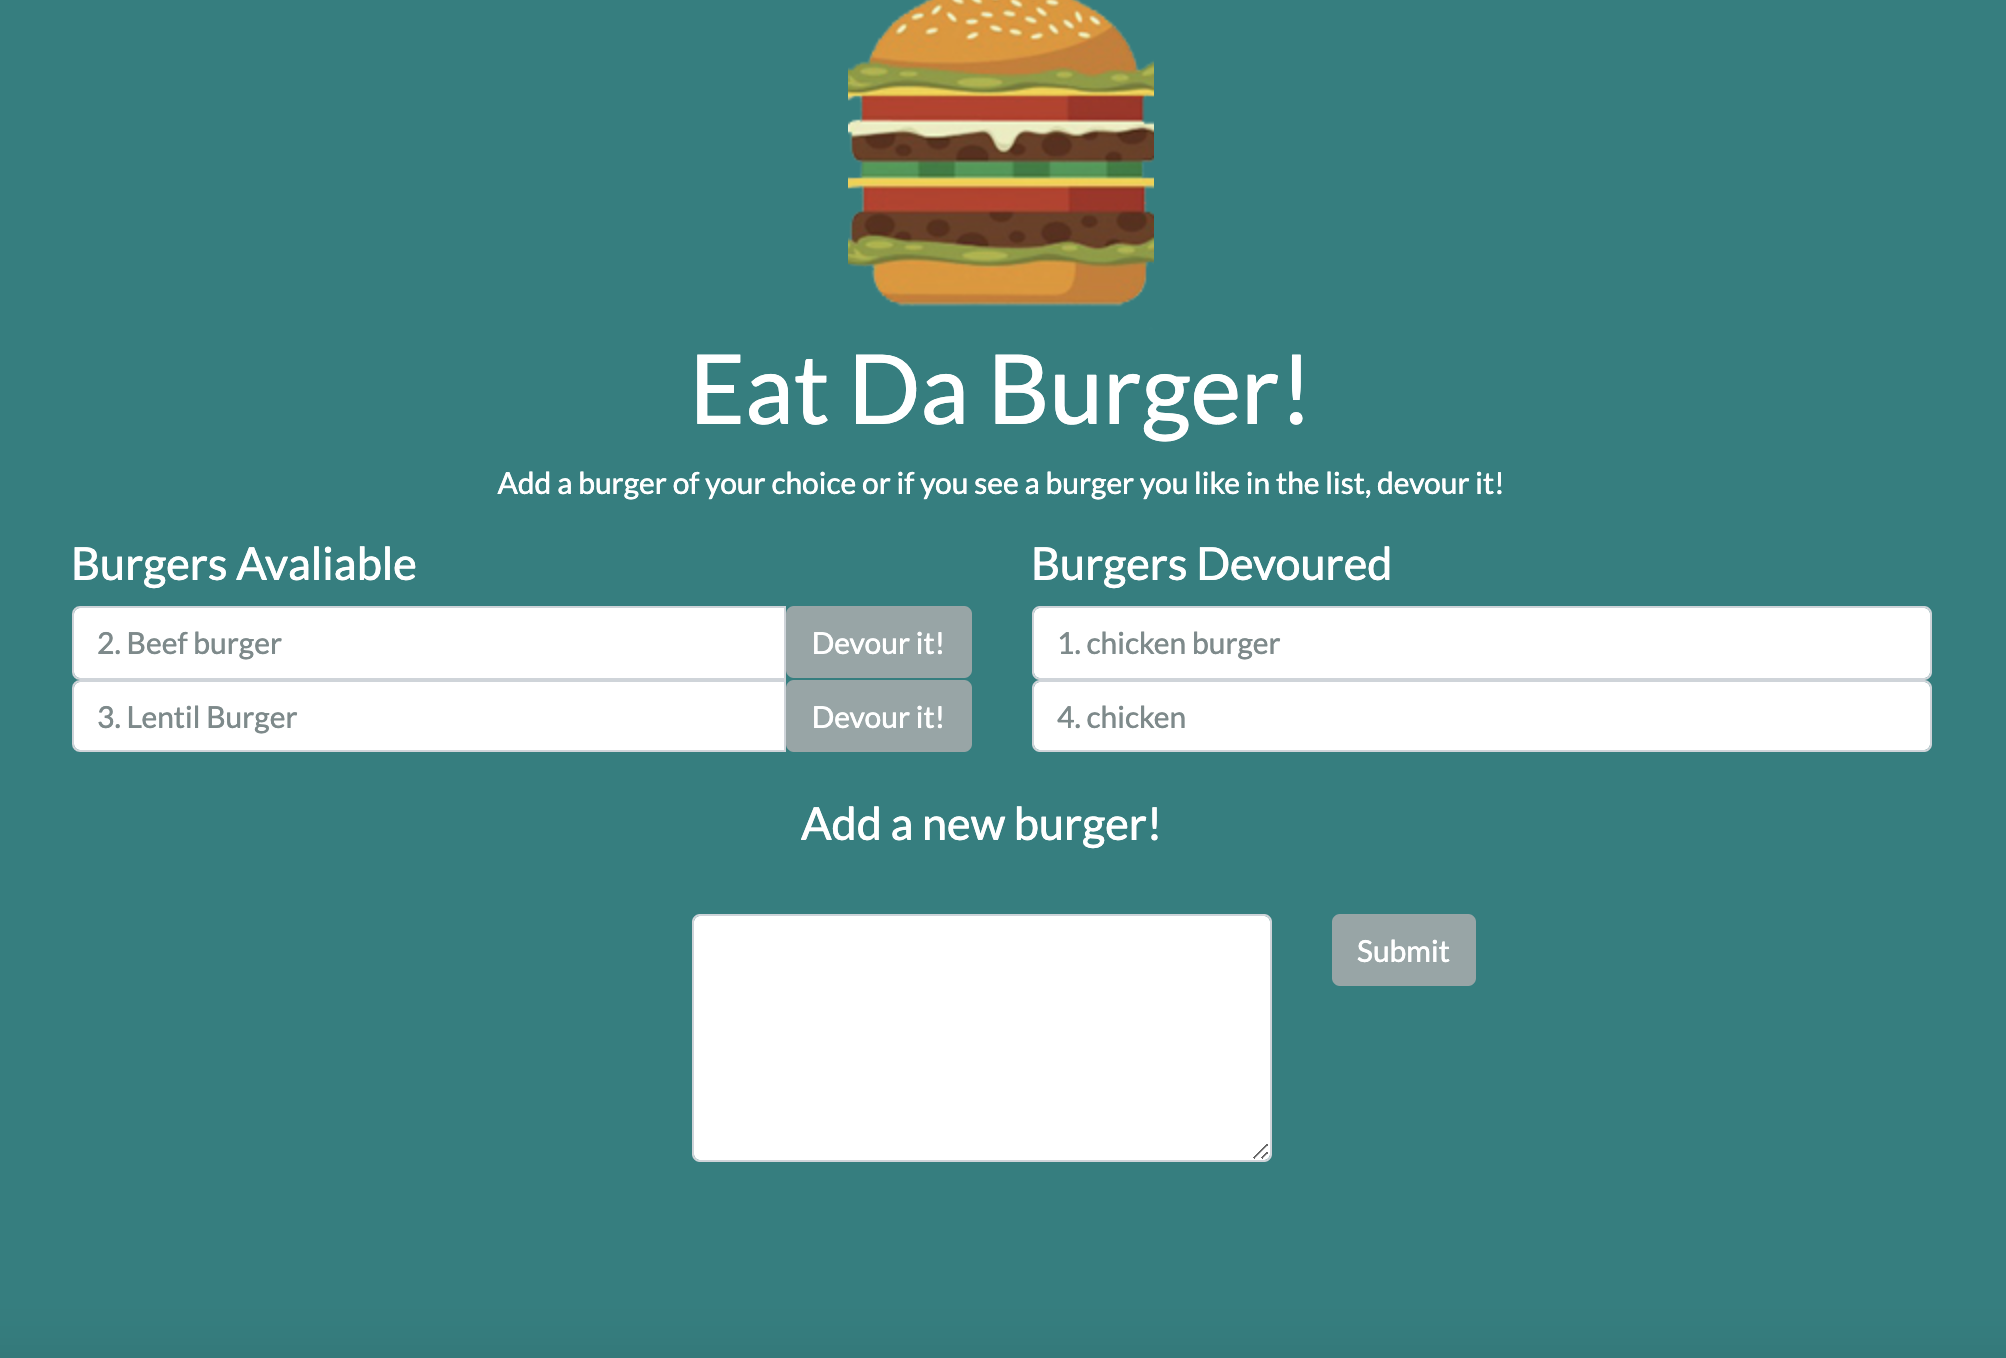 Eat Da Burger!
Add a burger of your choice or if you see a burger you like in the list, devour it!
Burgers Avaliable
2. Beef burger
Devour it!
3. Lentil Burger
Devour it!
Burgers Devoured
1. chicken burger
4. chicken
Add a new burger!
Submit